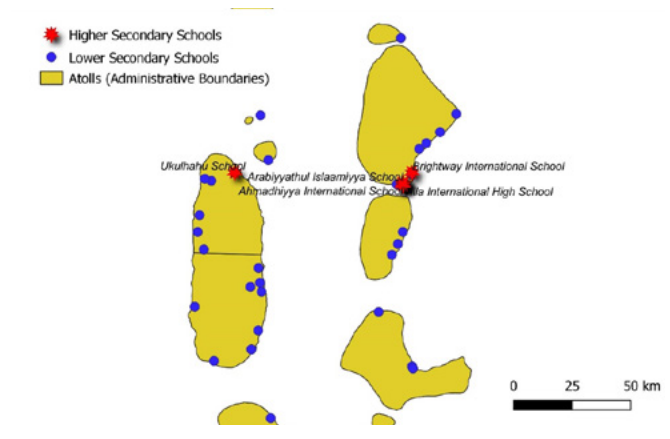 Higher Secondary Schools
Lower Secondary Schools
Atolls (Administrative Boundaries)
Ukulhahu School
Brightway International School
Arabiyyathul Islaamiyya School
Ahmadhiyya International School
International High School
0 25 50 km